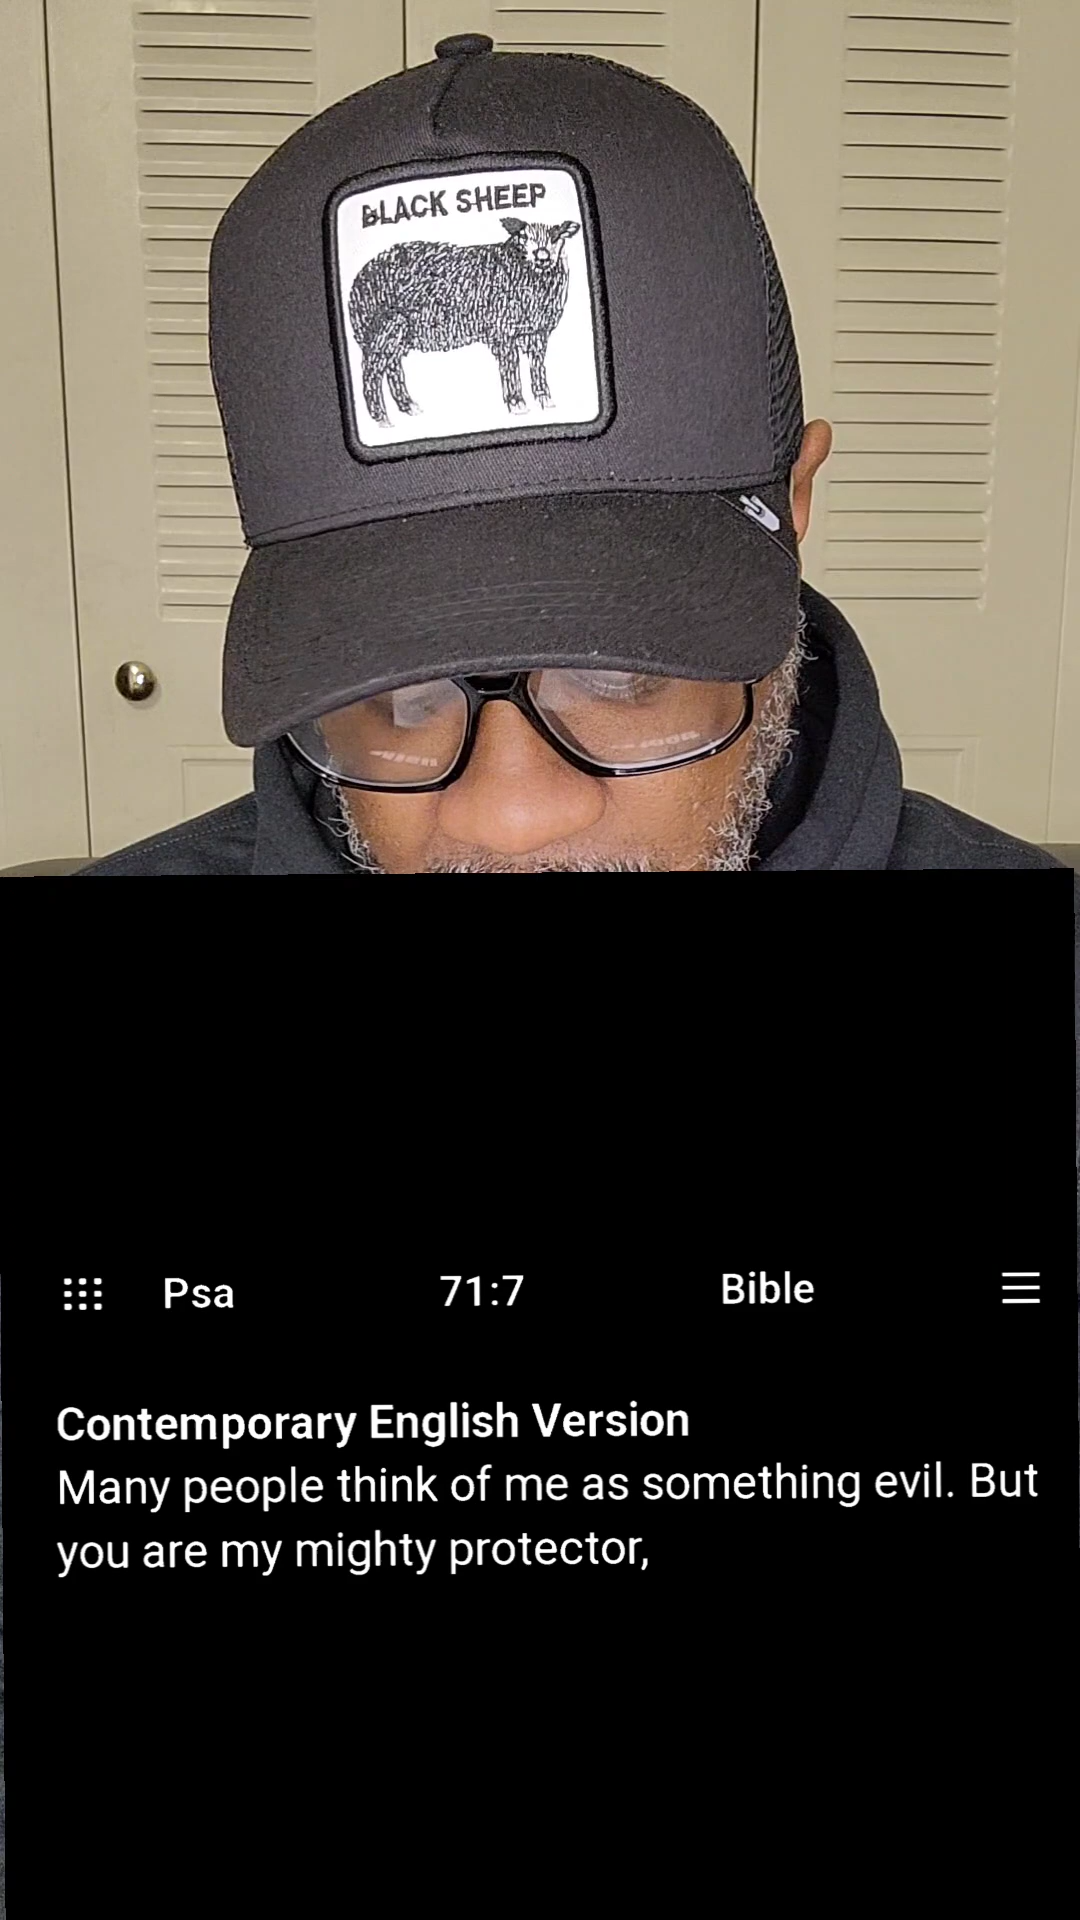 BLACK SHEEP
Psa 71:7 Bible
Contemporary English Version
Many people think of me as something evil. But
you are my mighty protector,